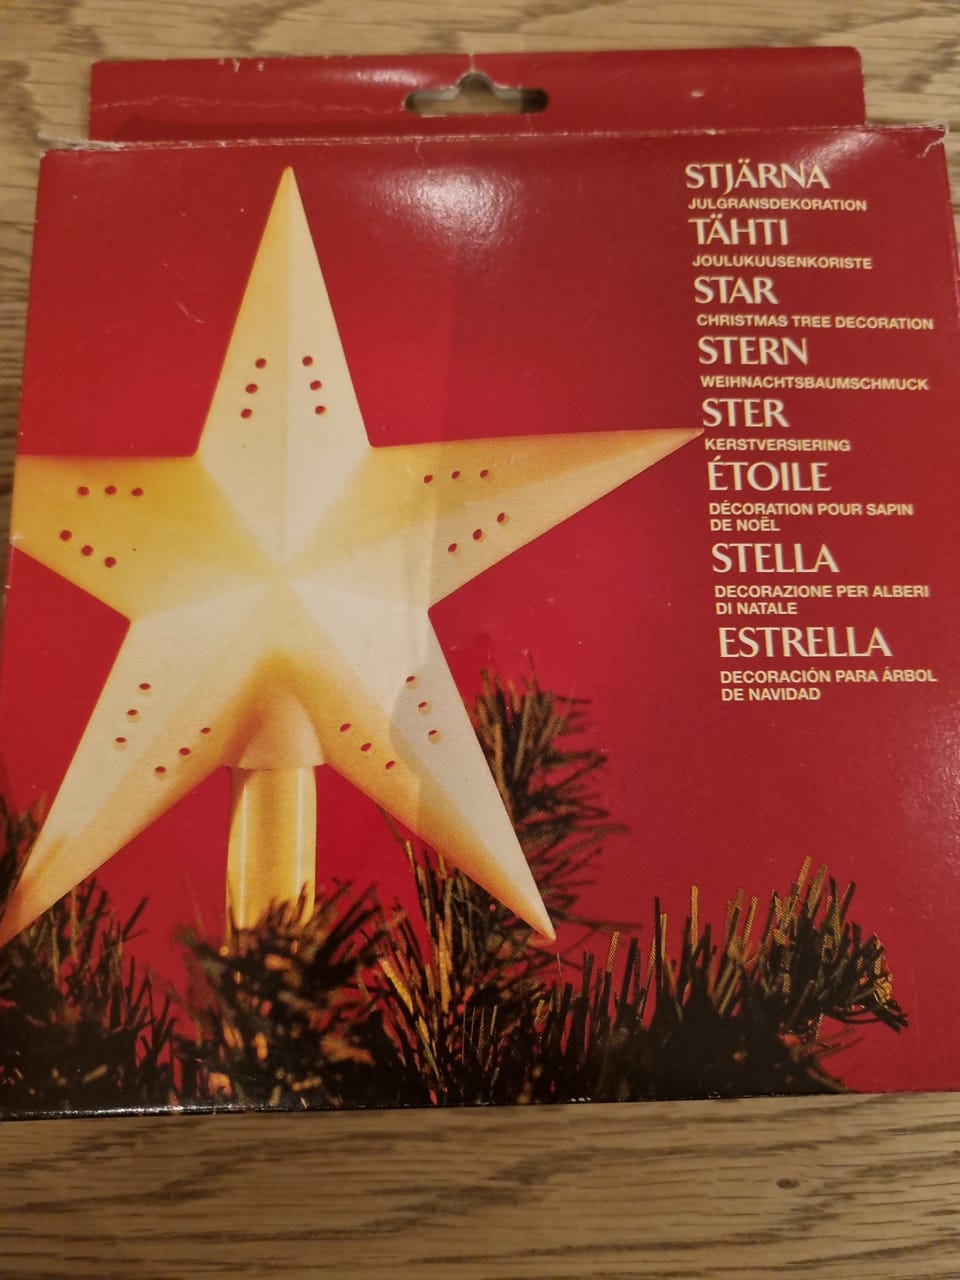 STJÄRNA
JULGRANSDEKORATION
TÄHTI
JOULUKUUSENKORISTE
STAR
CHRISTMAS TREE DECORATION
STERN
WEIHNACHTSBAUMSCHMUCK
STER
KERSTVERSIERING
ÉTOILE
DÉCORATION POUR SAPIN
DE NOËL
STELLA
DECORAZIONE PER ALBERI
DI NATALE
ESTRELLA
DECORACIÓN PARA ÁRBOL
DE NAVIDAD